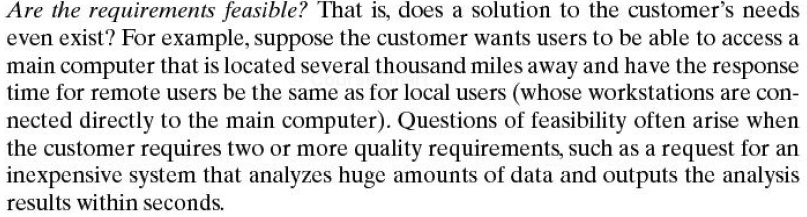 Are the requirements feasible? That is, does a solution to the customer's needs
even exist? For example, suppose the customer wants users to be able to access a
main computer that is located several thousand miles away and have the response
time for remote users be the same as for local users (whose workstations are con-
nected directly to the main computer). Questions of feasibility often arise when
the customer requires two or more quality requirements, such as a request for an
inexpensive system that analyzes huge amounts of data and outputs the analysis
results within seconds.